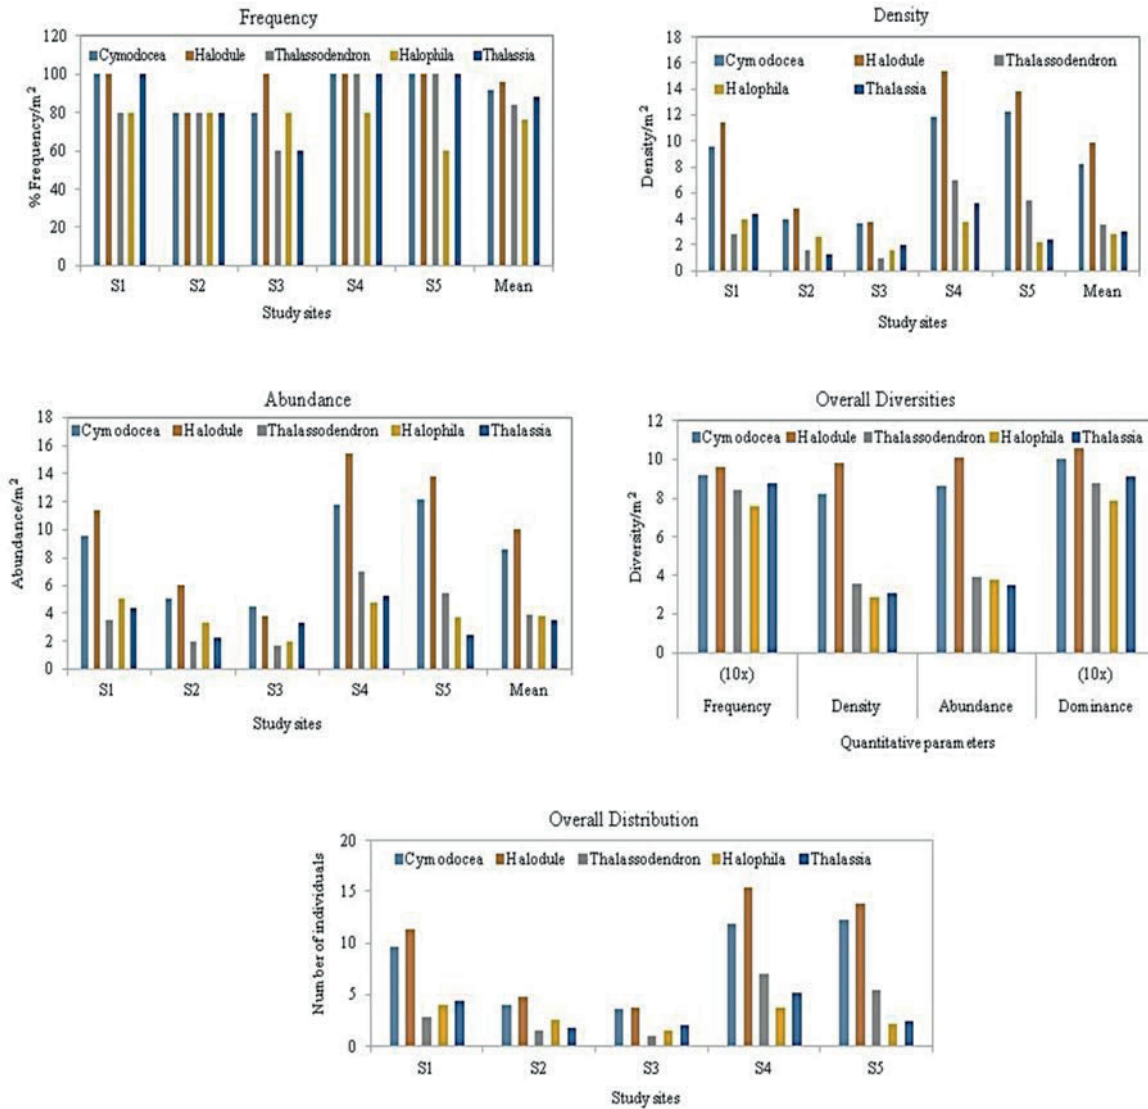 Frequency
120
100
80
60
40
20
0
% Frequency/m²
Cymodocea Halodule Thalassodendron Halophila Thalassia
S1 S2 S3 S4 S5 Mean
Study sites
Density
18
16
14
12
10
8
6
4
2
0
Density/m²
Cymodocea Halodule Thalassodendron
Halophila Thalassia
S1 S2 S3 S4 S5 Mean
Study sites
Abundance
18
16
14
12
10
8
6
4
2
0
Abundance/m²
Cymodocea Halodule Thalassodendron Halophila Thalassia
S1 S2 S3 S4 S5 Mean
Study sites
Overall Diversities
12
10
8
6
4
2
0
Diversity/m²
Cymodocea Halodule Thalassodendron Halophila Thalassia
(10x) (10x)
Frequency Density Abundance Dominance
Quantitative parameters
Overall Distribution
20
15
10
5
0
Number of individuals
Cymodocea Halodule Thalassodendron Halophila Thalassia
S1 S2 S3 S4 S5
Study sites